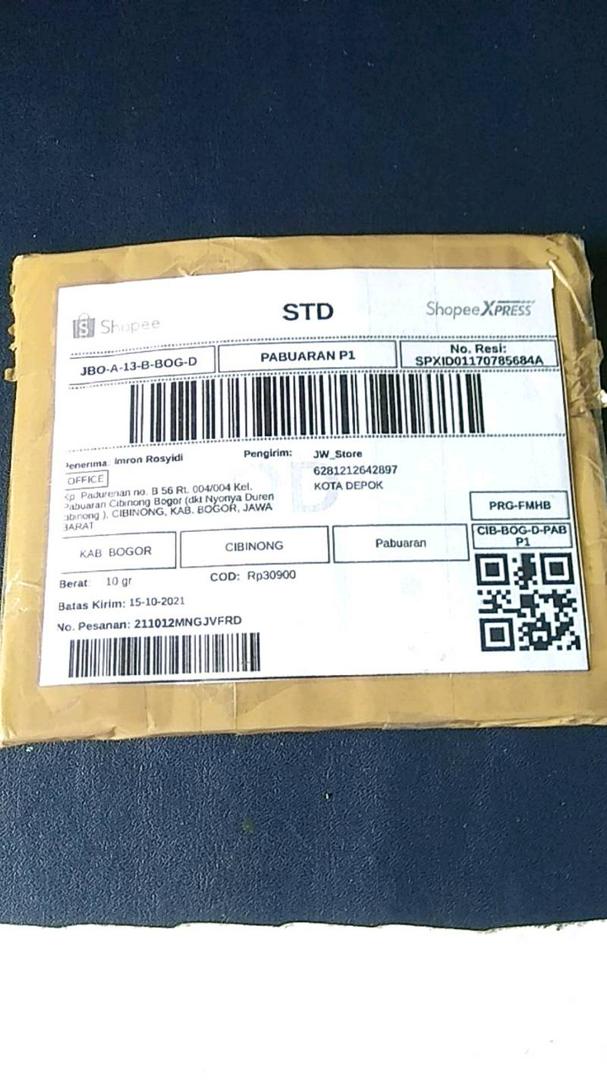 Shopee
STD
Shopee XPRESS
JBO-A-13-B-BOG-D
PABUARAN P1
No. Resi:
SPXID01170785684A
Penerima: Imron Rosyidi
Pengirim: JW_Store
6281212642897
KOTA DEPOK
OFFICE
Kp. Padurenan no. B 56 Rt. 004/004 Kel.
Pabuaran Cibinong Bogor (dkt Nyonya Duren
cibinong ), CIBINONG, KAB. BOGOR, JAWA
BARAT
PRG-FMHB
CIB-BOG-D-PAB
P1
KAB BOGOR
CIBINONG
Pabuaran
Berat: 10 gr
COD: Rp30900
Batas Kirim: 15-10-2021
No. Pesanan: 211012MNGJVFRD